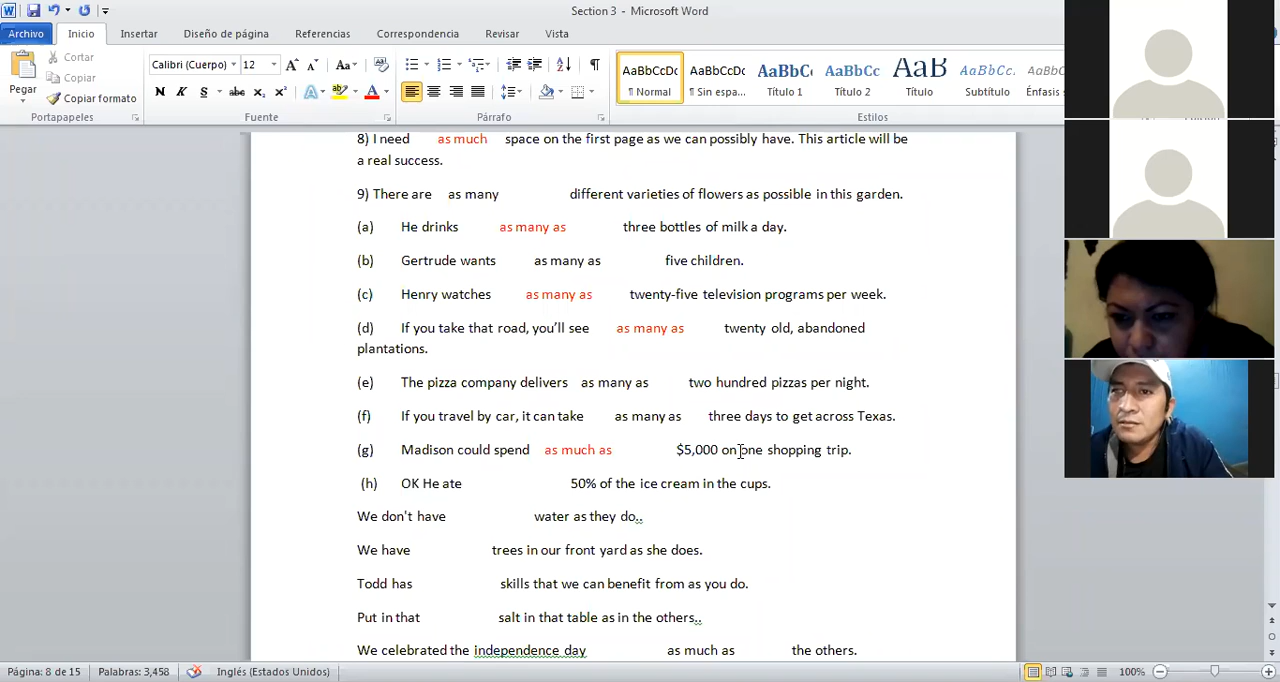 Section 3 - Microsoft Word
Archivo Inicio Insertar Diseño de página Referencias Correspondencia Revisar Vista
Pegar
Cortar
Copiar
Copiar formato
Portapapeles
Calibri (Cuerpo) 12
N K S abc x₂ x²
Fuente
Párrafo
AaBbCcDc AaBbCcDc AaBbC AaBbCc AaB AaBbCc. AaBbCc
¶ Normal ¶ Sin espa... Título 1 Título 2 Título Subtítulo Énfasis
Estilos
8) I need as much space on the first page as we can possibly have. This article will be
a real success.
9) There are as many different varieties of flowers as possible in this garden.
(a) He drinks as many as three bottles of milk a day.
(b) Gertrude wants as many as five children.
(c) Henry watches as many as twenty-five television programs per week.
(d) If you take that road, you'll see as many as twenty old, abandoned
plantations.
(e) The pizza company delivers as many as two hundred pizzas per night.
(f) If you travel by car, it can take as many as three days to get across Texas.
(g) Madison could spend as much as $5,000 on one shopping trip.
(h) OK He ate 50% of the ice cream in the cups.
We don't have water as they do..
We have trees in our front yard as she does.
Todd has skills that we can benefit from as you do.
Put in that salt in that table as in the others..
We celebrated the independence day as much as the others.
Página: 8 de 15 Palabras: 3,458 Inglés (Estados Unidos) 100%